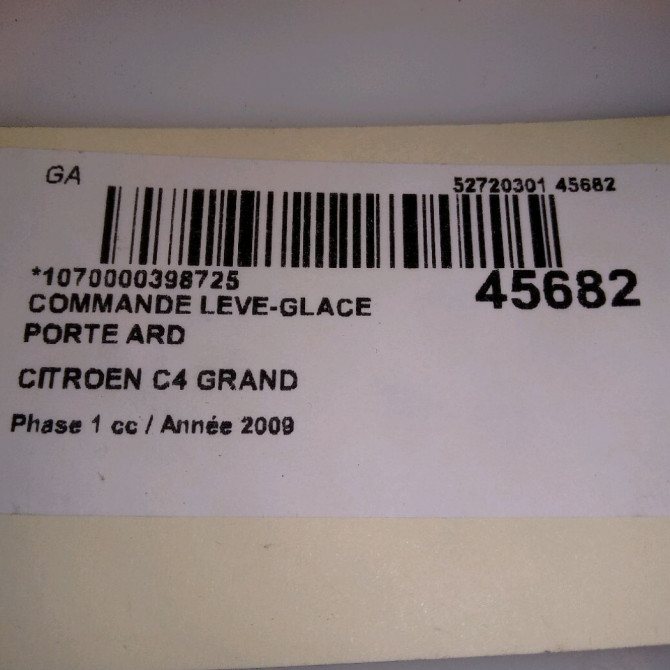 GA
52720301 45682
*1070000398725
45682
COMMANDE LEVE-GLACE
PORTE ARD
CITROEN C4 GRAND
Phase 1 cc / Année 2009